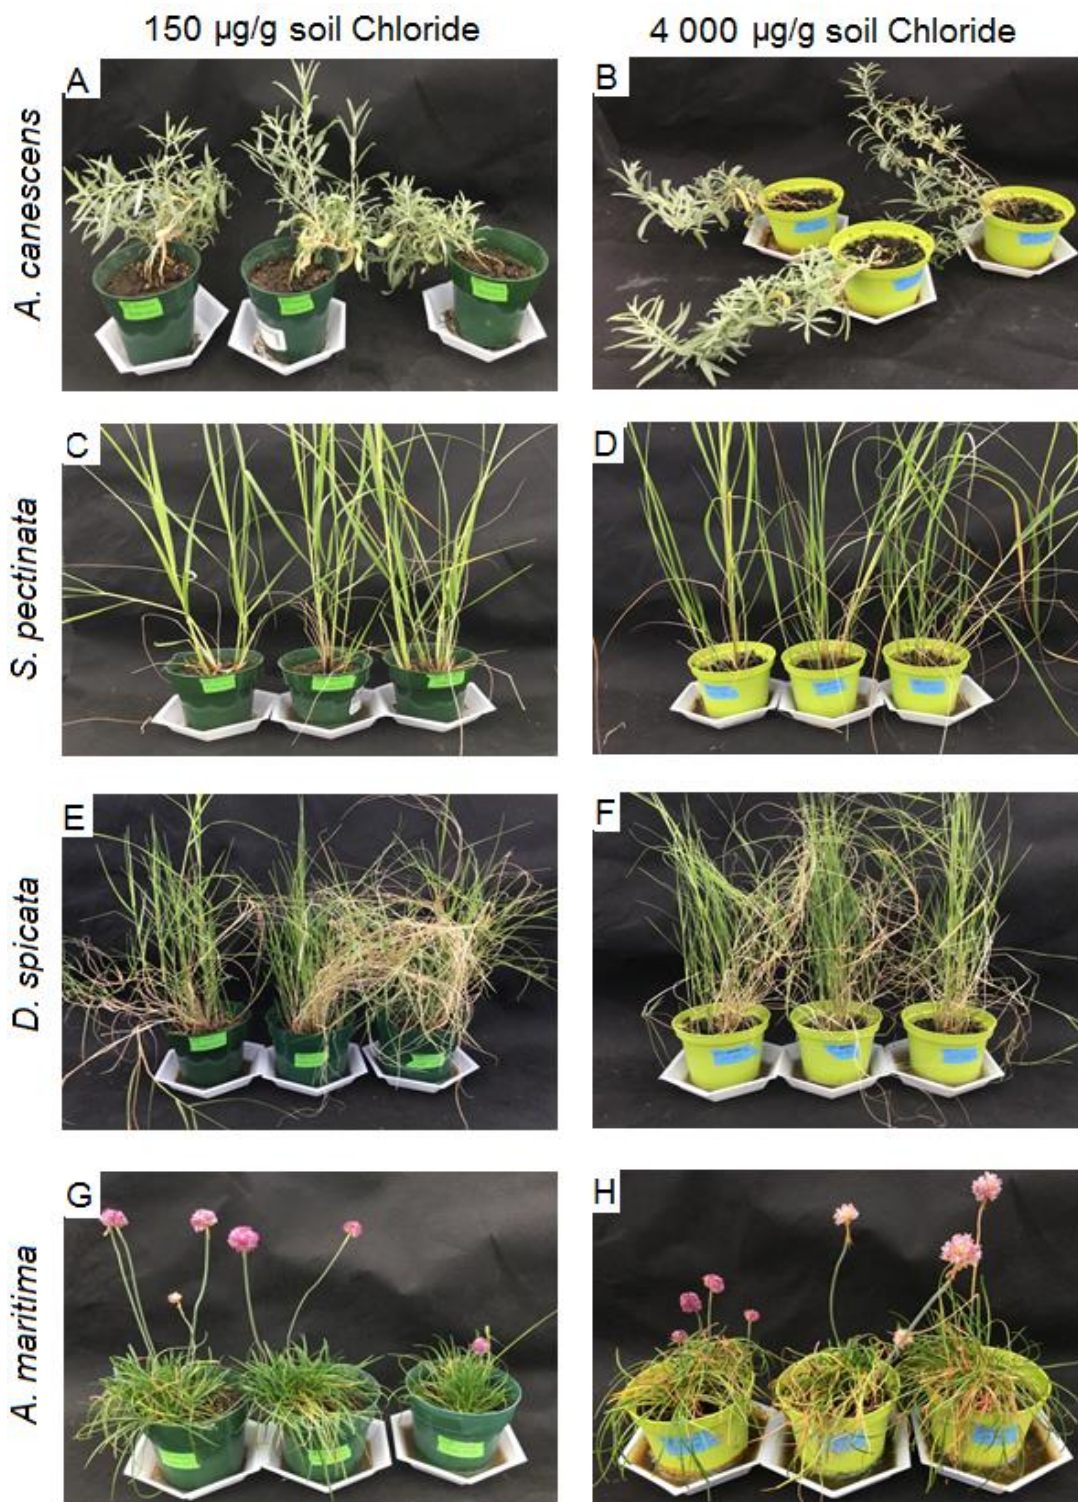 150 µg/g soil Chloride
4 000 µg/g soil Chloride
A. canescens
A
B
S. pectinata
C
D
D. spicata
E
F
A. maritima
G
H